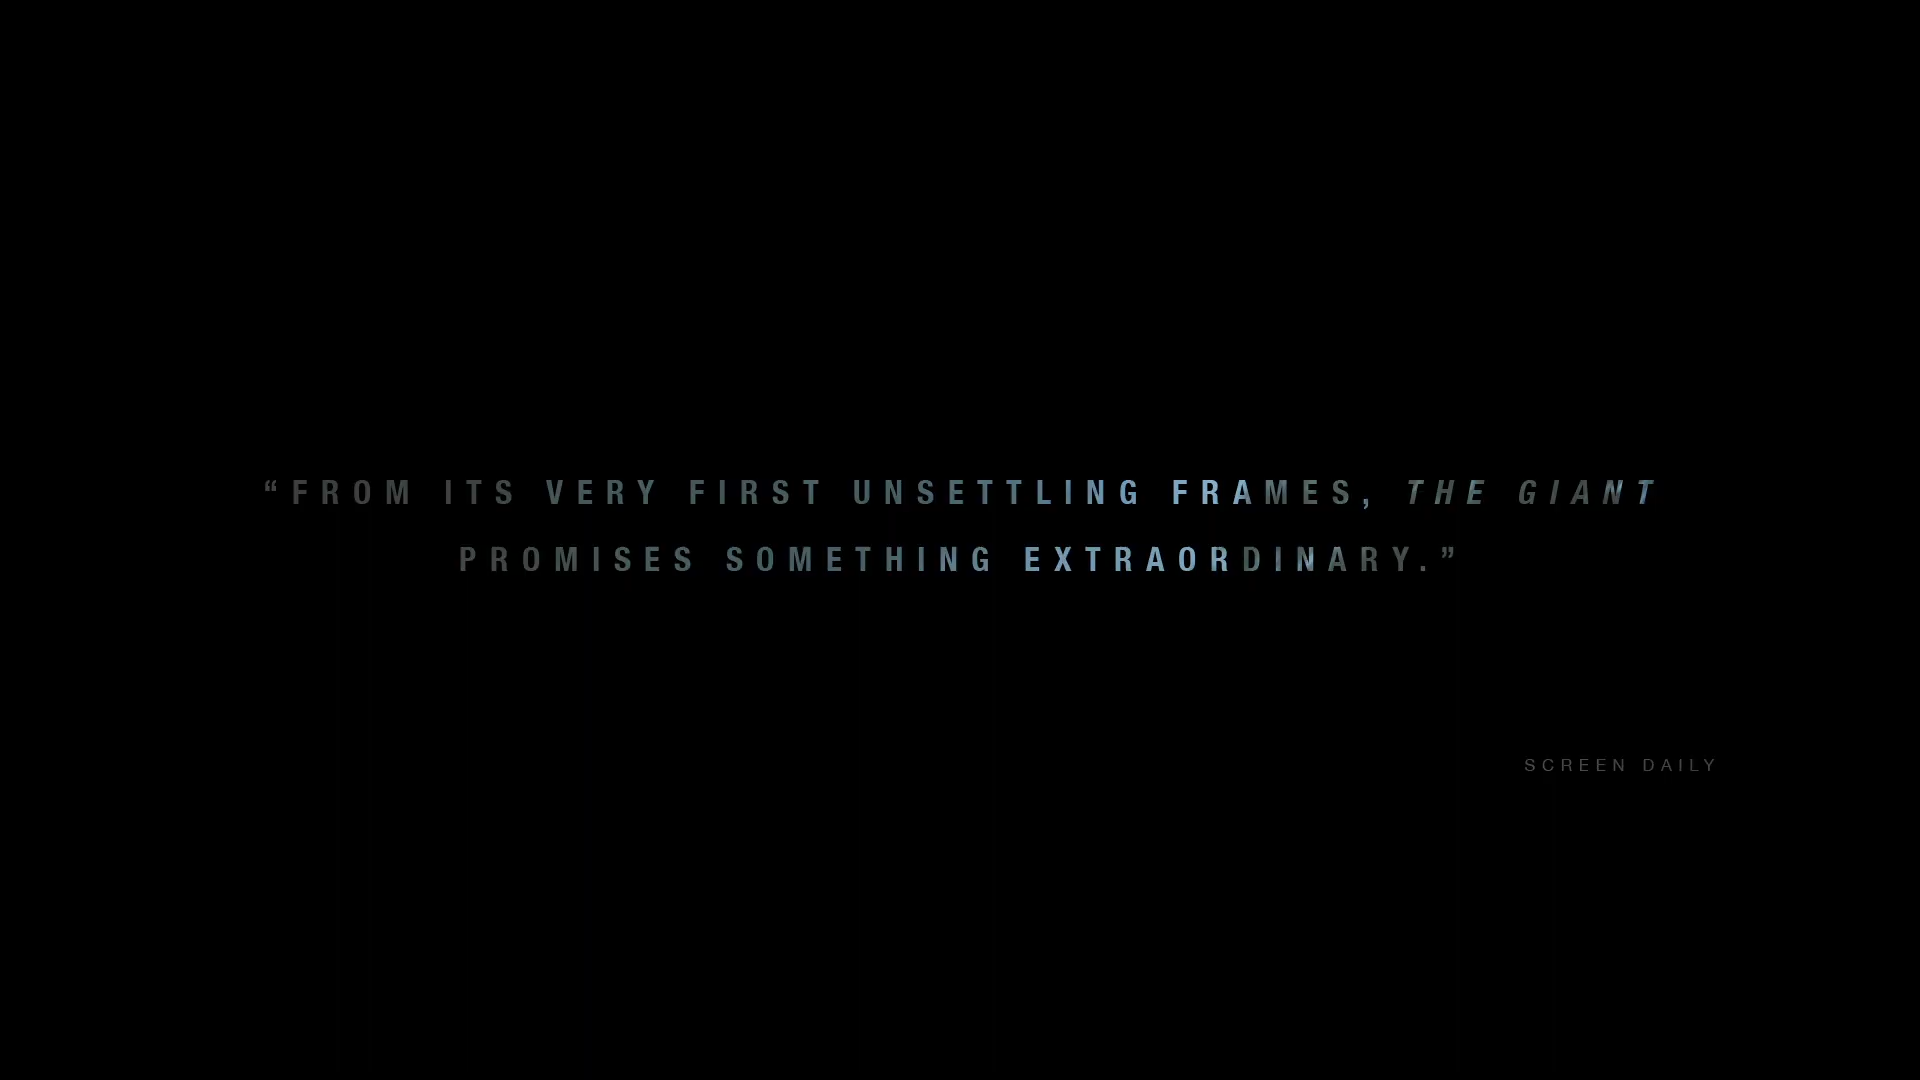 “FROM ITS VERY FIRST UNSETTLING FRAMES, THE GIANT
PROMISES SOMETHING EXTRAORDINARY.”
SCREEN DAILY